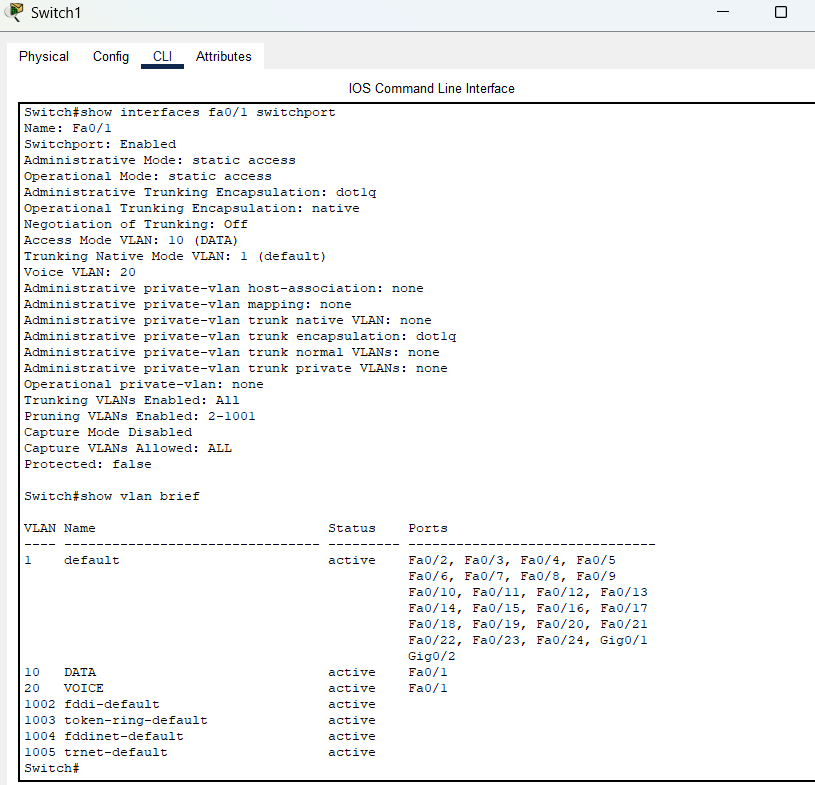 Switch1
Physical Config CLI Attributes
IOS Command Line Interface
Switch#show interfaces fa0/1 switchport
Name: Fa0/1
Switchport: Enabled
Administrative Mode: static access
Operational Mode: static access
Administrative Trunking Encapsulation: dot1q
Operational Trunking Encapsulation: native
Negotiation of Trunking: Off
Access Mode VLAN: 10 (DATA)
Trunking Native Mode VLAN: 1 (default)
Voice VLAN: 20
Administrative private-vlan host-association: none
Administrative private-vlan mapping: none
Administrative private-vlan trunk native VLAN: none
Administrative private-vlan trunk encapsulation: dot1q
Administrative private-vlan trunk normal VLANs: none
Administrative private-vlan trunk private VLANs: none
Operational private-vlan: none
Trunking VLANs Enabled: All
Pruning VLANs Enabled: 2-1001
Capture Mode Disabled
Capture VLANs Allowed: ALL
Protected: false
Switch#show vlan brief
VLAN Name                             Status    Ports
---- -------------------------------- --------- -------------------------------
1    default                          active    Fa0/2, Fa0/3, Fa0/4, Fa0/5
                                                Fa0/6, Fa0/7, Fa0/8, Fa0/9
                                                Fa0/10, Fa0/11, Fa0/12, Fa0/13
                                                Fa0/14, Fa0/15, Fa0/16, Fa0/17
                                                Fa0/18, Fa0/19, Fa0/20, Fa0/21
                                                Fa0/22, Fa0/23, Fa0/24, Gig0/1
                                                Gig0/2
10   DATA                             active    Fa0/1
20   VOICE                            active    Fa0/1
1002 fddi-default                     active
1003 token-ring-default               active
1004 fddinet-default                  active
1005 trnet-default                    active
Switch#